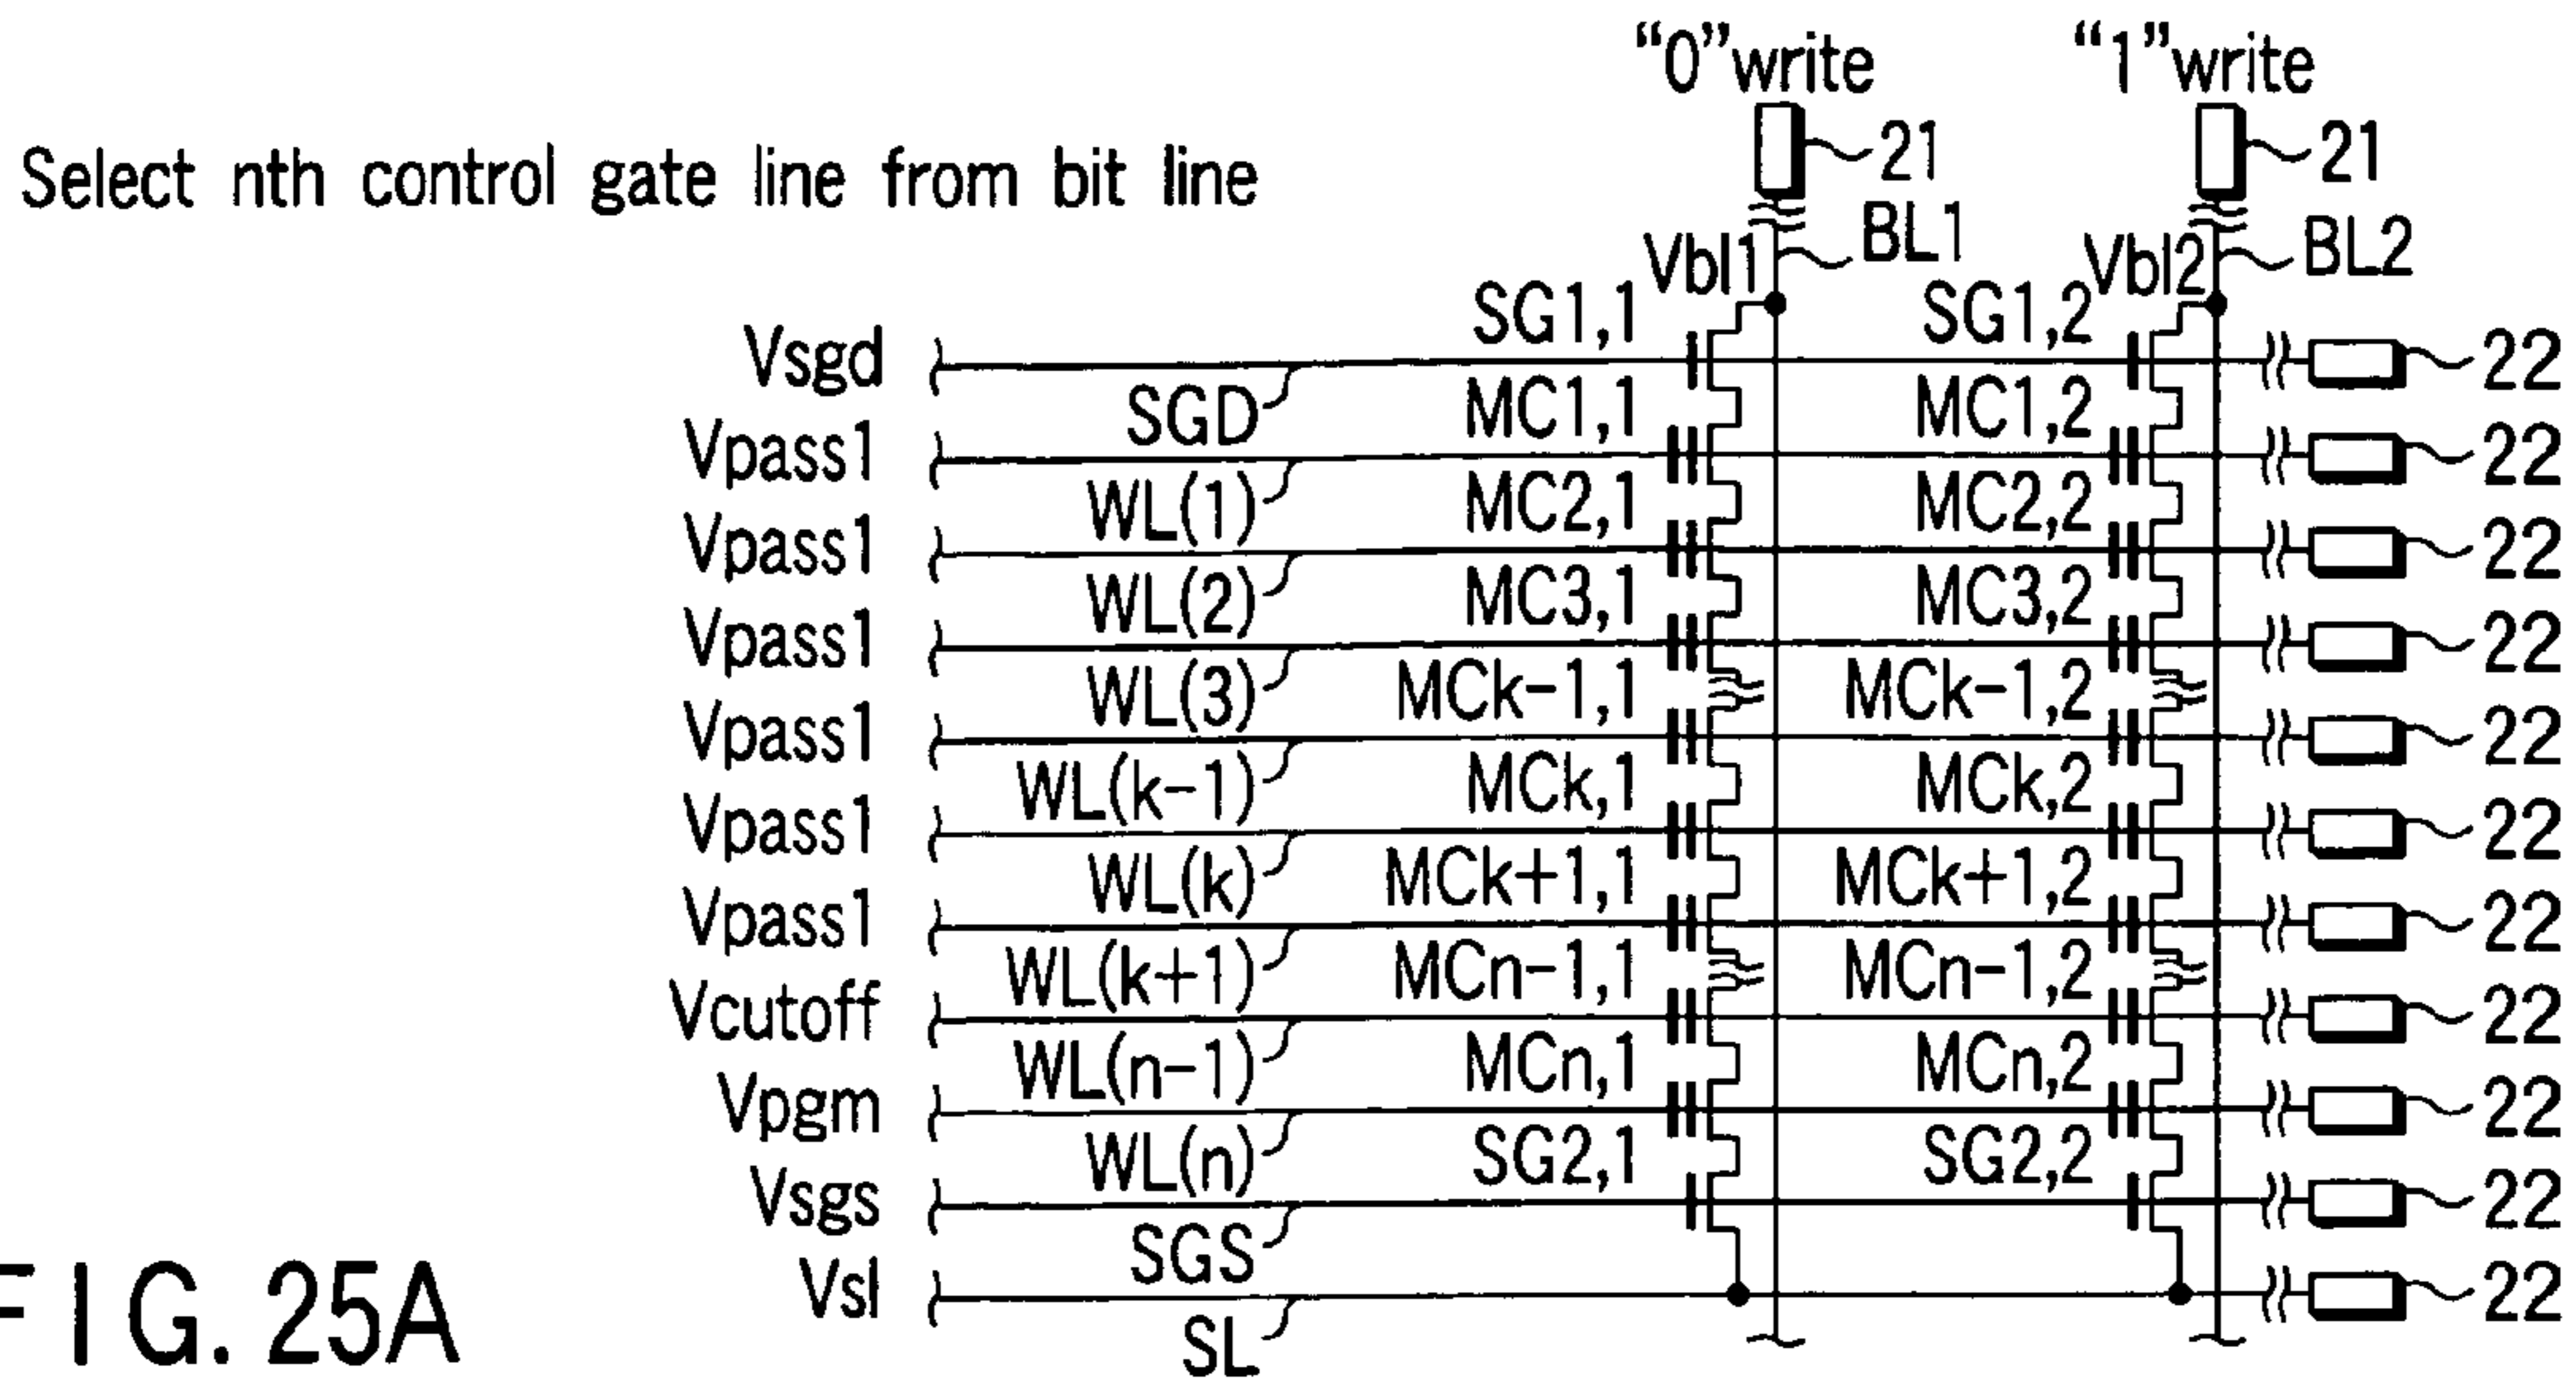 "0"write "1"write
21 21
Select nth control gate line from bit line
Vbl1 BL1 Vbl2 BL2
SG1,1 SG1,2
Vsgd 22
SGD MC1,1 MC1,2
Vpass1 22
WL(1) MC2,1 MC2,2
Vpass1 22
WL(2) MC3,1 MC3,2
Vpass1 22
WL(3) MCk-1,1 MCk-1,2
Vpass1 22
WL(k-1) MCk,1 MCk,2
Vpass1 22
WL(k) MCk+1,1 MCk+1,2
Vpass1 22
WL(k+1) MCn-1,1 MCn-1,2
Vcutoff 22
WL(n-1) MCn,1 MCn,2
Vpgm 22
WL(n) SG2,1 SG2,2
Vsgs 22
SGS
Vsl 22
SL
FIG. 25A